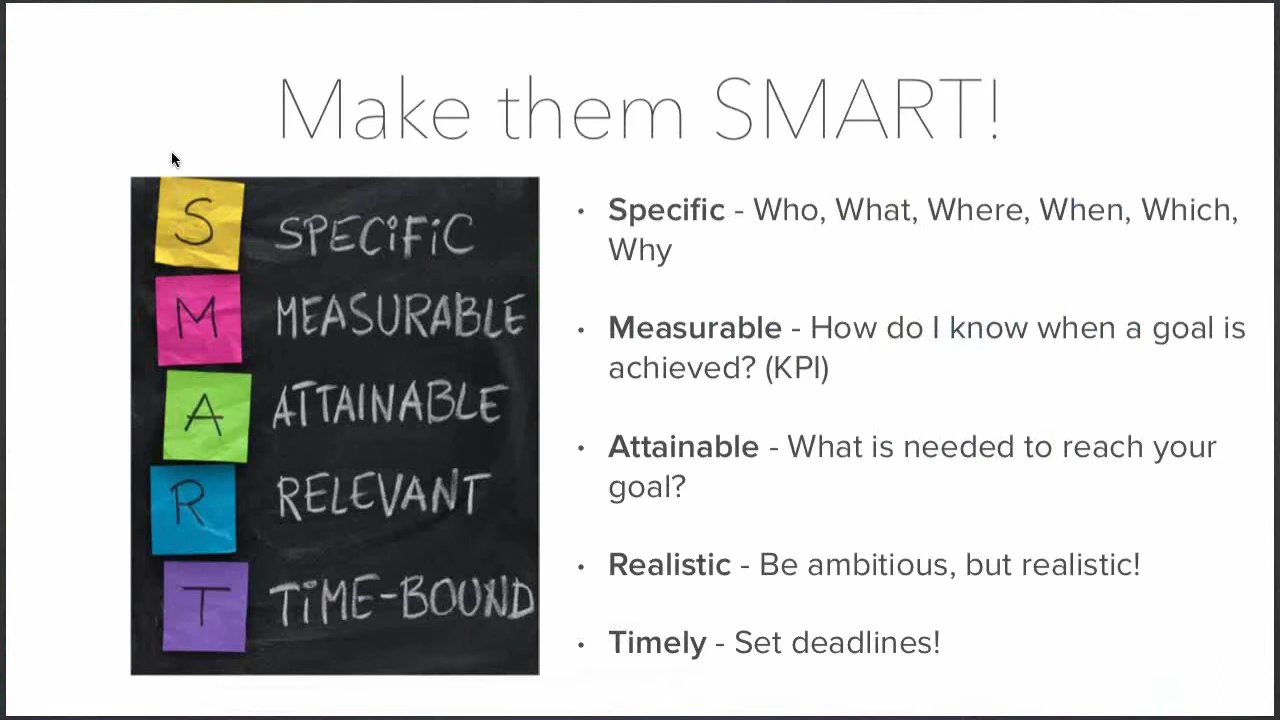 Make them SMART!
S SPECIFIC
M MEASURABLE
A ATTAINABLE
R RELEVANT
T TIME-BOUND
• Specific - Who, What, Where, When, Which,
Why
• Measurable - How do I know when a goal is
achieved? (KPI)
• Attainable - What is needed to reach your
goal?
• Realistic - Be ambitious, but realistic!
• Timely - Set deadlines!